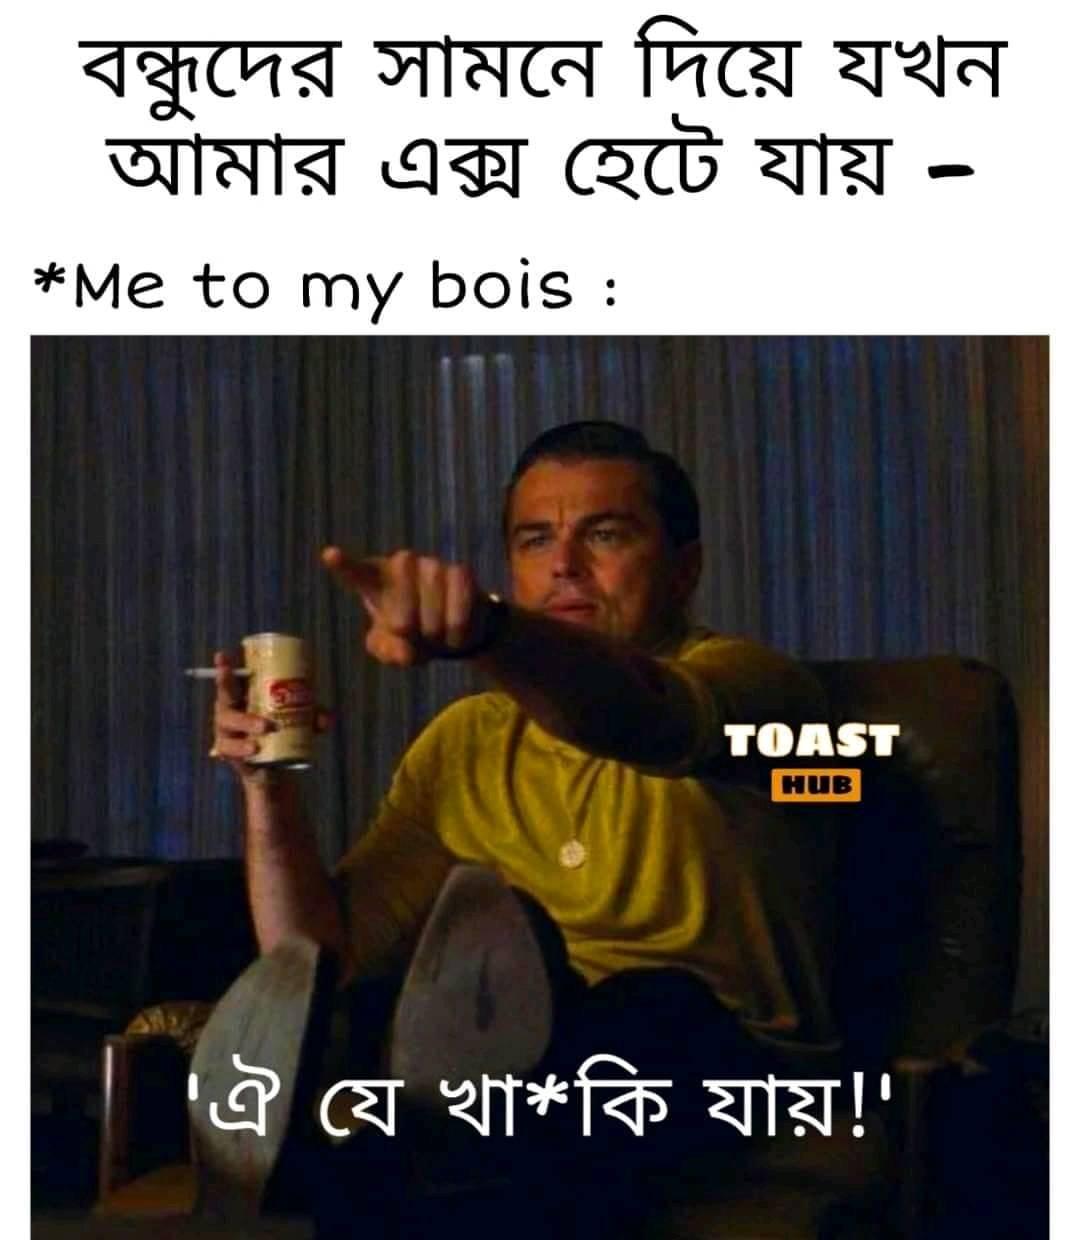 বন্ধুদের সামনে দিয়ে যখন
আমার এক্স হেটে যায় –
*Me to my bois :
TOAST
HUB
'ঐ যে খা*কি যায়!'